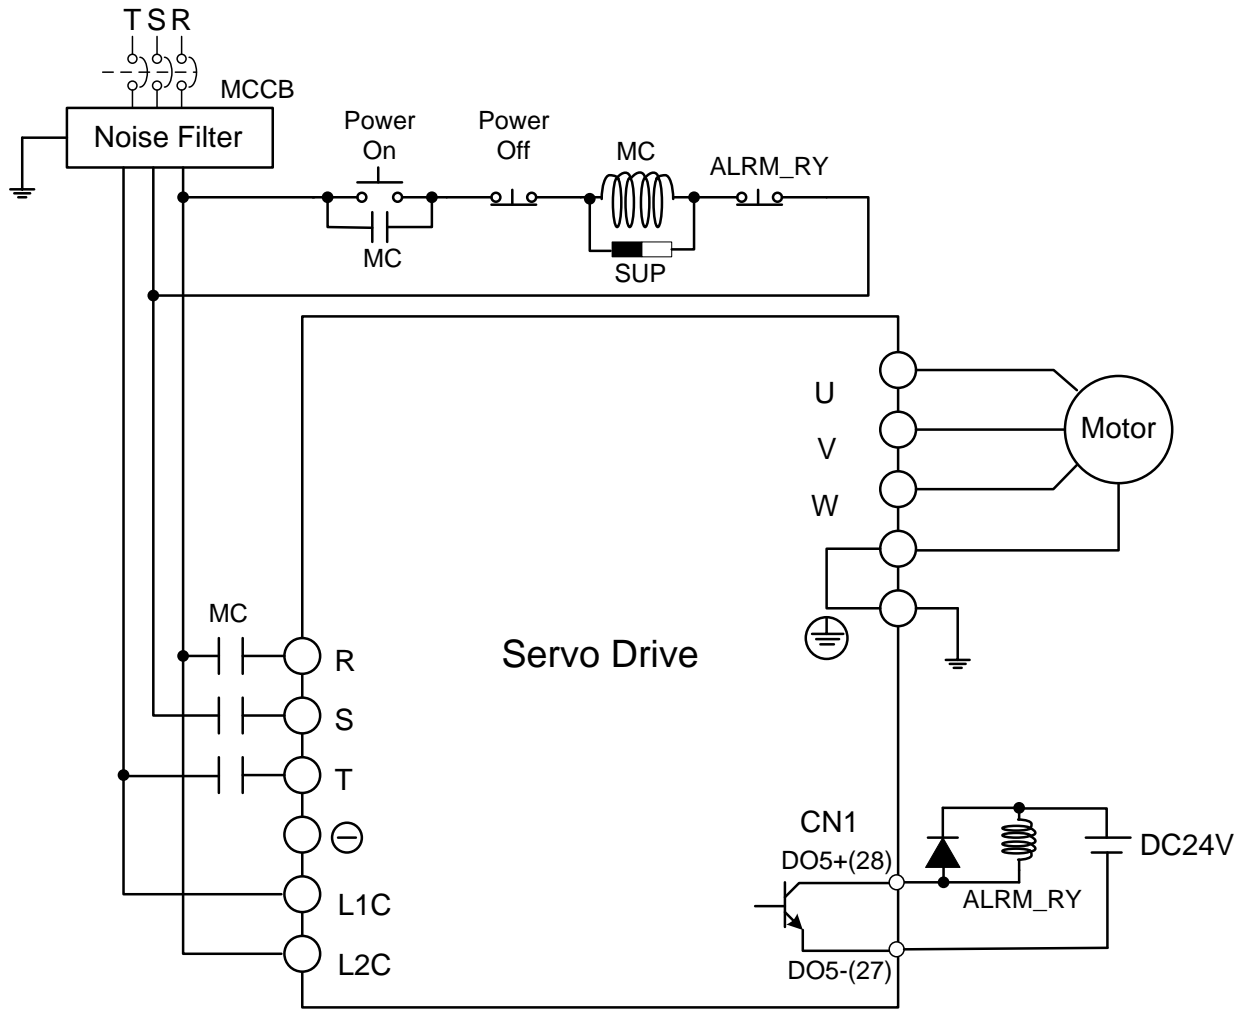 T S R
MCCB
Noise Filter
Power
On
Power
Off
MC
ALRM_RY
MC
SUP
U
V
W
Motor
MC
R
S
T
L1C
L2C
Servo Drive
CN1
DO5+(28)
DO5-(27)
ALRM_RY
DC24V